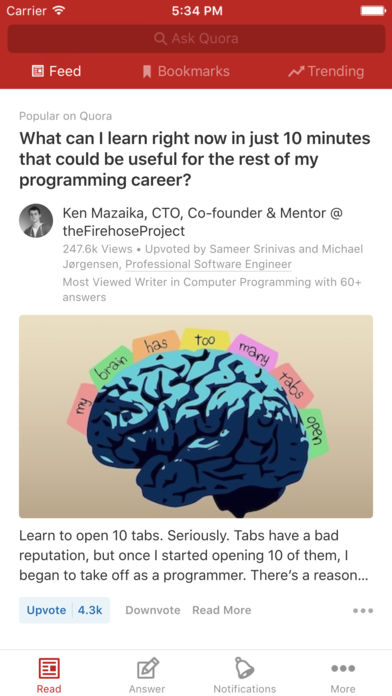 Carrier 5:34 PM
Ask Quora
Feed Bookmarks Trending
Popular on Quora
What can I learn right now in just 10 minutes
that could be useful for the rest of my
programming career?
Ken Mazaika, CTO, Co-founder & Mentor @
theFirehoseProject
247.6k Views • Upvoted by Sameer Srinivas and Michael
Jørgensen, Professional Software Engineer
Most Viewed Writer in Computer Programming with 60+
answers
my brain has too many tabs open
Learn to open 10 tabs. Seriously. Tabs have a bad
reputation, but once I started opening 10 of them, I
began to take off as a programmer. There’s a reason...
Upvote 4.3k Downvote Read More
Read Answer Notifications More